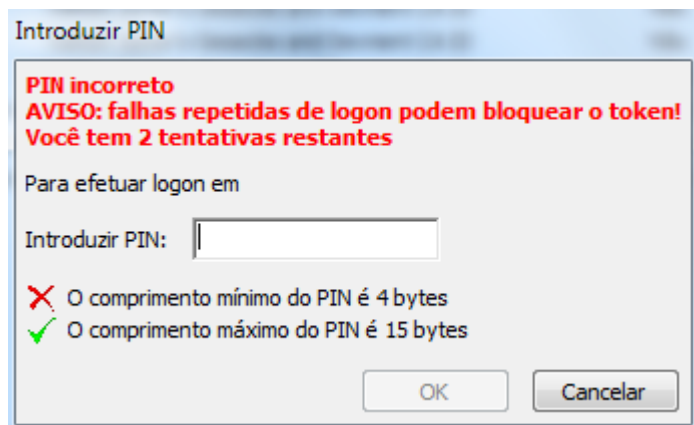 Introduzir PIN
PIN incorreto
AVISO: falhas repetidas de logon podem bloquear o token!
Você tem 2 tentativas restantes
Para efetuar logon em
Introduzir PIN:
O comprimento mínimo do PIN é 4 bytes
O comprimento máximo do PIN é 15 bytes
OK Cancelar